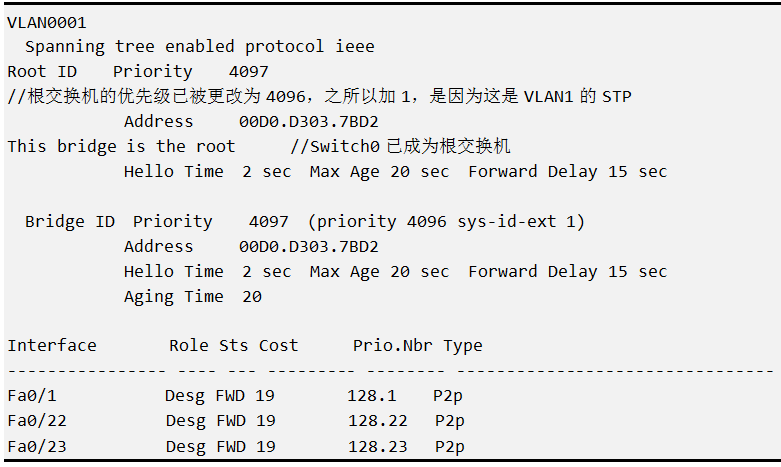 VLAN0001
  Spanning tree enabled protocol ieee
Root ID    Priority    4097
//根交换机的优先级已被更改为 4096，之所以加 1，是因为这是 VLAN1 的 STP
             Address     00D0.D303.7BD2
This bridge is the root      //Switch0 已成为根交换机
             Hello Time  2 sec  Max Age 20 sec  Forward Delay 15 sec
  Bridge ID  Priority    4097  (priority 4096 sys-id-ext 1)
             Address     00D0.D303.7BD2
             Hello Time  2 sec  Max Age 20 sec  Forward Delay 15 sec
             Aging Time  20
Interface        Role Sts Cost      Prio.Nbr Type
---------------- ---- --- --------- -------- --------------------------------
Fa0/1            Desg FWD 19        128.1    P2p
Fa0/22           Desg FWD 19        128.22   P2p
Fa0/23           Desg FWD 19        128.23   P2p